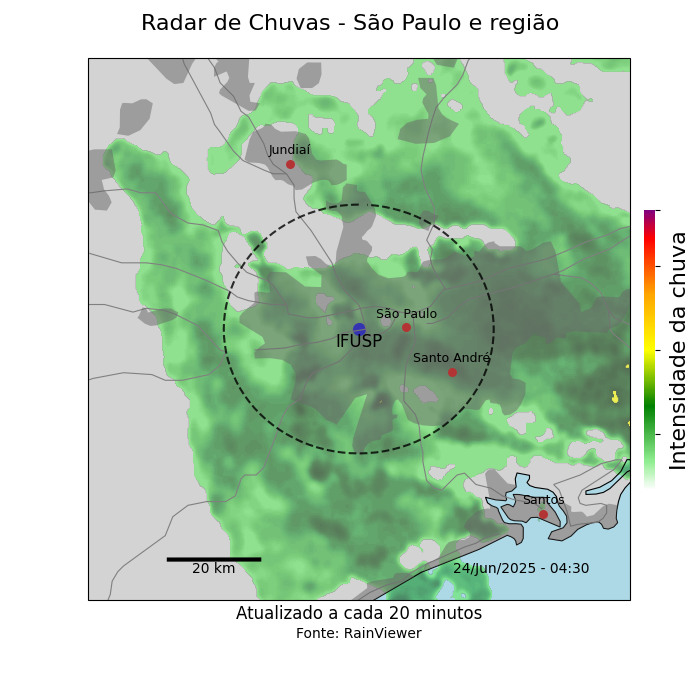 Radar de Chuvas - São Paulo e região
Jundiaí
São Paulo
IFUSP
Santo André
Intensidade da chuva
Santos
20 km
24/Jun/2025 - 04:30
Atualizado a cada 20 minutos
Fonte: RainViewer